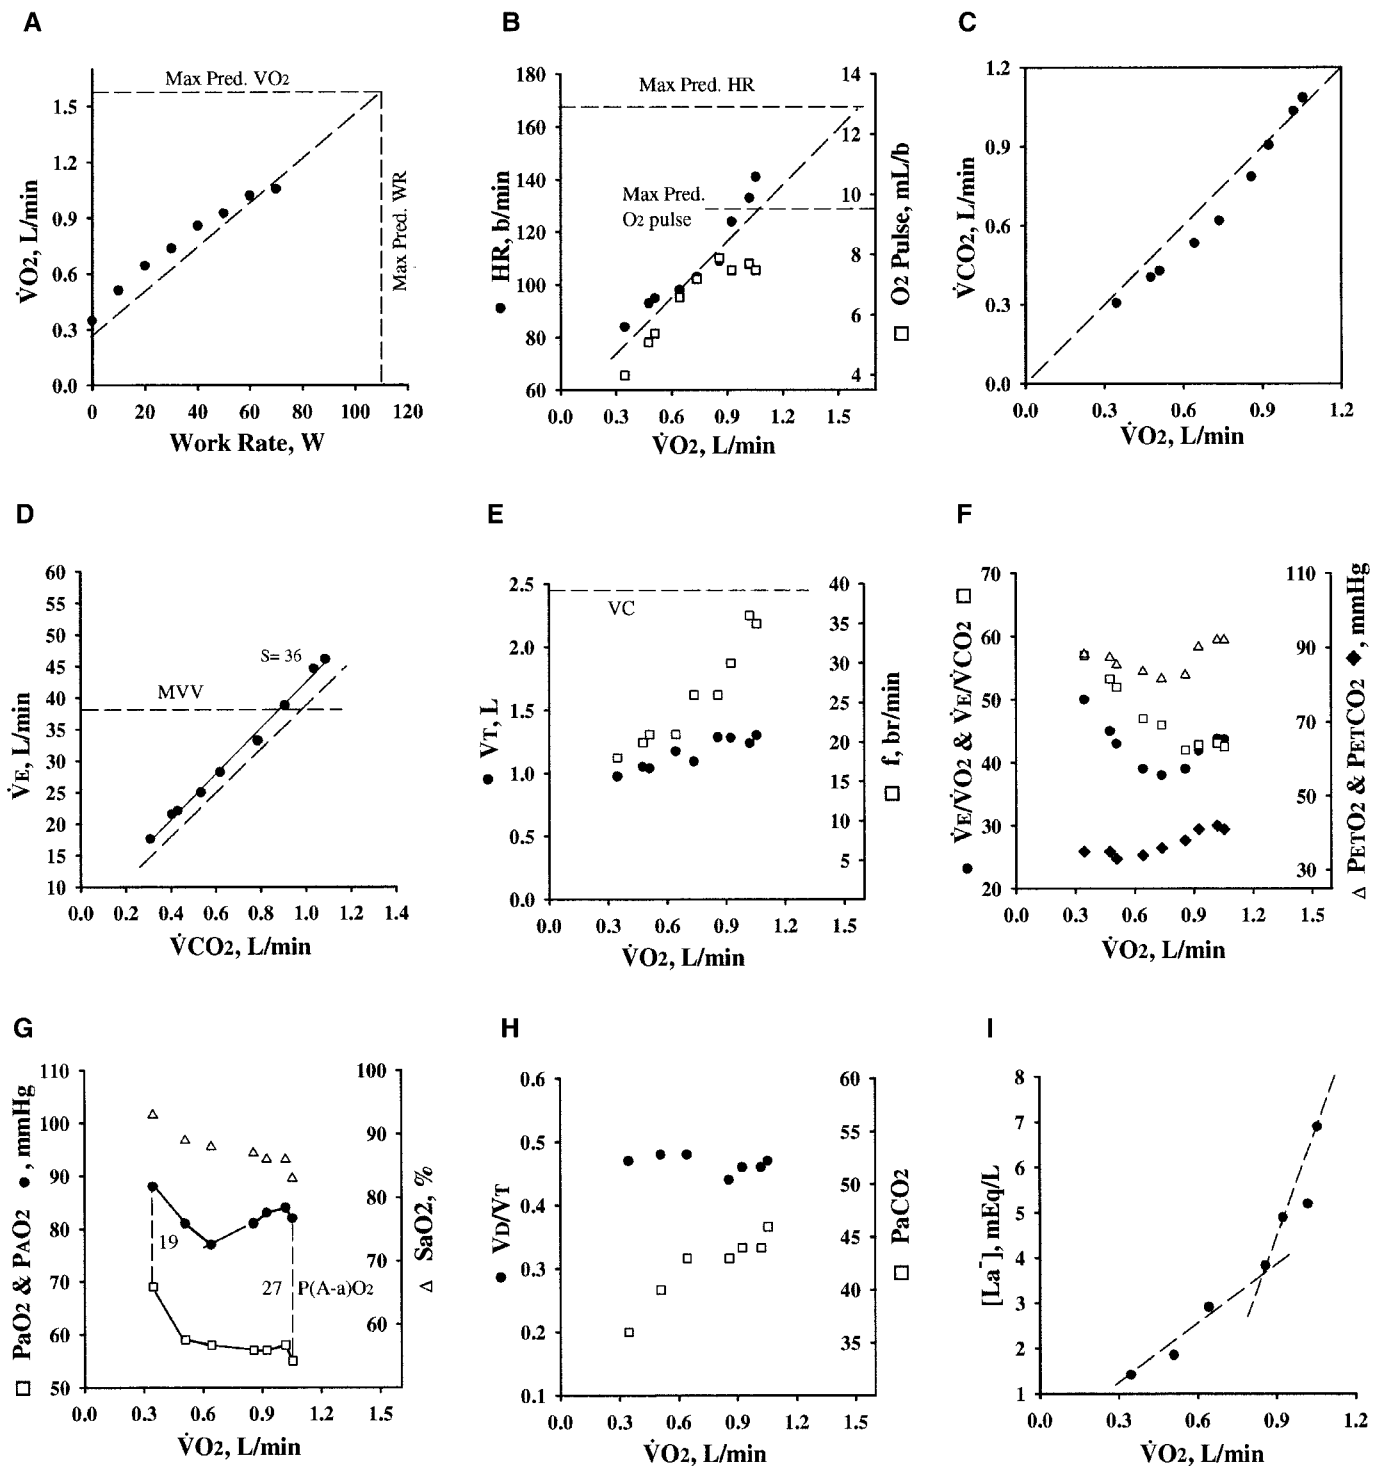 A
Max Pred. VO2
Max Pred. WR
V̇O2, L/min
1.5
1.2
0.9
0.6
0.3
0.0
0 20 40 60 80 100 120
Work Rate, W
B
Max Pred. HR
Max Pred.
O2 pulse
● HR, b/min
180
160
140
120
100
80
60
14
12
10
8
6
4
□ O2 Pulse, mL/b
0.0 0.3 0.6 0.9 1.2 1.5
V̇O2, L/min
C
V̇CO2, L/min
1.2
0.9
0.6
0.3
0.0
0.0 0.3 0.6 0.9 1.2
V̇O2, L/min
D
V̇E, L/min
60
55
50
45
40
35
30
25
20
15
10
S= 36
MVV
0.0 0.2 0.4 0.6 0.8 1.0 1.2 1.4
V̇CO2, L/min
E
● VT, L
2.5
2.0
1.5
1.0
0.5
0.0
VC
40
35
30
25
20
15
10
5
□ f, br/min
0.0 0.3 0.6 0.9 1.2 1.5
V̇O2, L/min
F
● V̇E/V̇O2 & V̇E/V̇CO2 □
70
60
50
40
30
20
110
90
70
50
30
△ PETO2 & PETCO2 ◆, mmHg
0.0 0.3 0.6 0.9 1.2 1.5
V̇O2, L/min
G
□ PaO2 & PAO2 ●, mmHg
110
100
90
80
70
60
50
19
27 P(A-a)O2
100
90
80
70
60
△ SaO2, %
0.0 0.3 0.6 0.9 1.2 1.5
V̇O2, L/min
H
● VD/VT
0.6
0.5
0.4
0.3
0.2
0.1
60
55
50
45
40
35
□ PaCO2
0.0 0.3 0.6 0.9 1.2 1.5
V̇O2, L/min
I
[La⁻], mEq/L
8
7
6
5
4
3
2
1
0.0 0.3 0.6 0.9 1.2
V̇O2, L/min